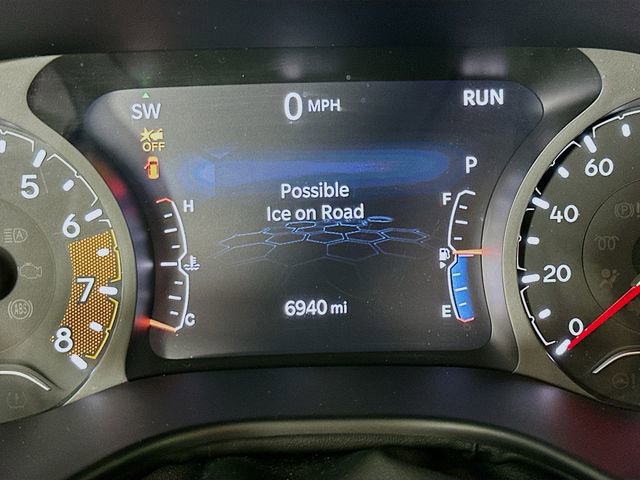 SW
0 MPH
RUN
OFF
P
Possible
Ice on Road
H
C
F
E
6940 mi
5
6
7
8
ABS
60
40
20
0